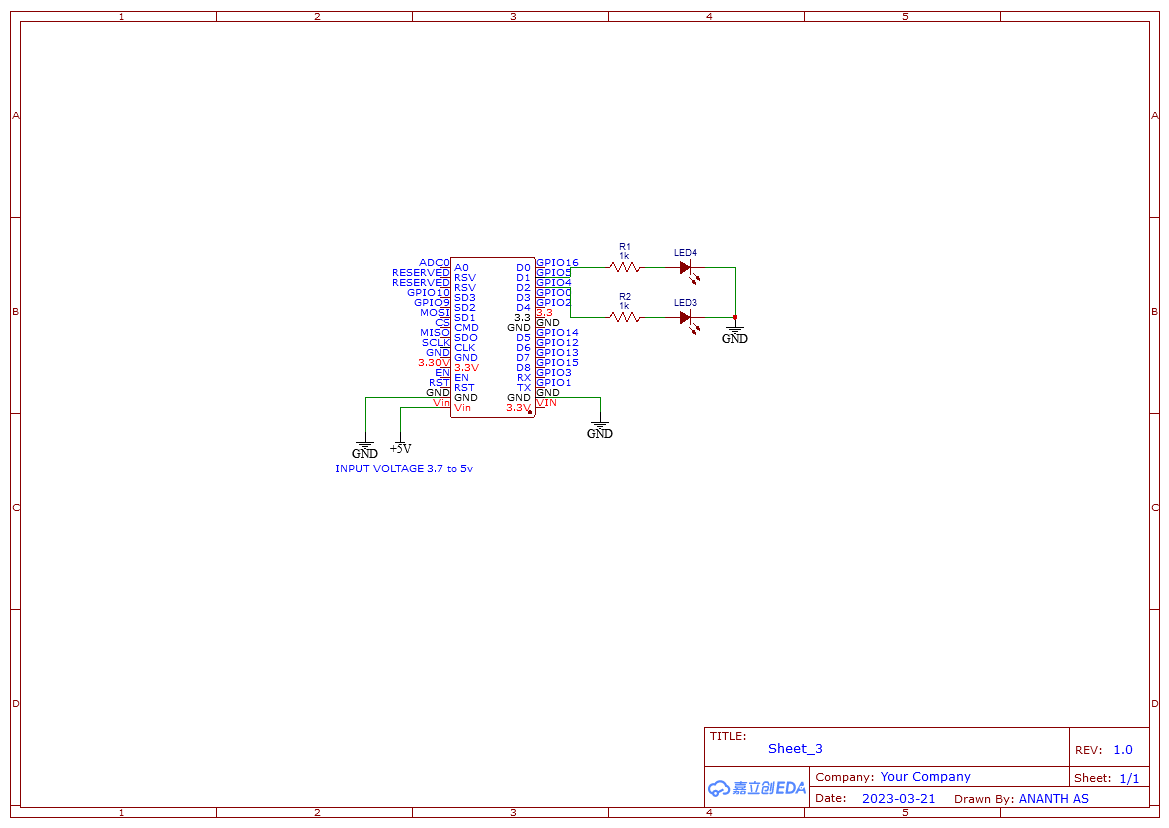 1 2 3 4 5
A A
R1
1k
LED4
ADC0 A0 D0 GPIO16
RESERVED RSV D1 GPIO5
RESERVED RSV D2 GPIO4
GPIO10 SD3 D3 GPIO0
GPIO9 SD2 D4 GPIO2
MOSI SD1 3.3 3.3
CS CMD GND GND
MISO SDO D5 GPIO14
SCLK CLK D6 GPIO12
GND GND D7 GPIO13
3.30V 3.3V D8 GPIO15
EN EN RX GPIO3
RST RST TX GPIO1
GND GND GND GND
Vin Vin 3.3V VIN
R2
1k
LED3
B B
GND
GND
GND +5V
INPUT VOLTAGE 3.7 to 5v
C C
D D
TITLE:
Sheet_3
REV: 1.0
嘉立创EDA
Company: Your Company
Sheet: 1/1
Date: 2023-03-21 Drawn By: ANANTH AS
1 2 3 4 5